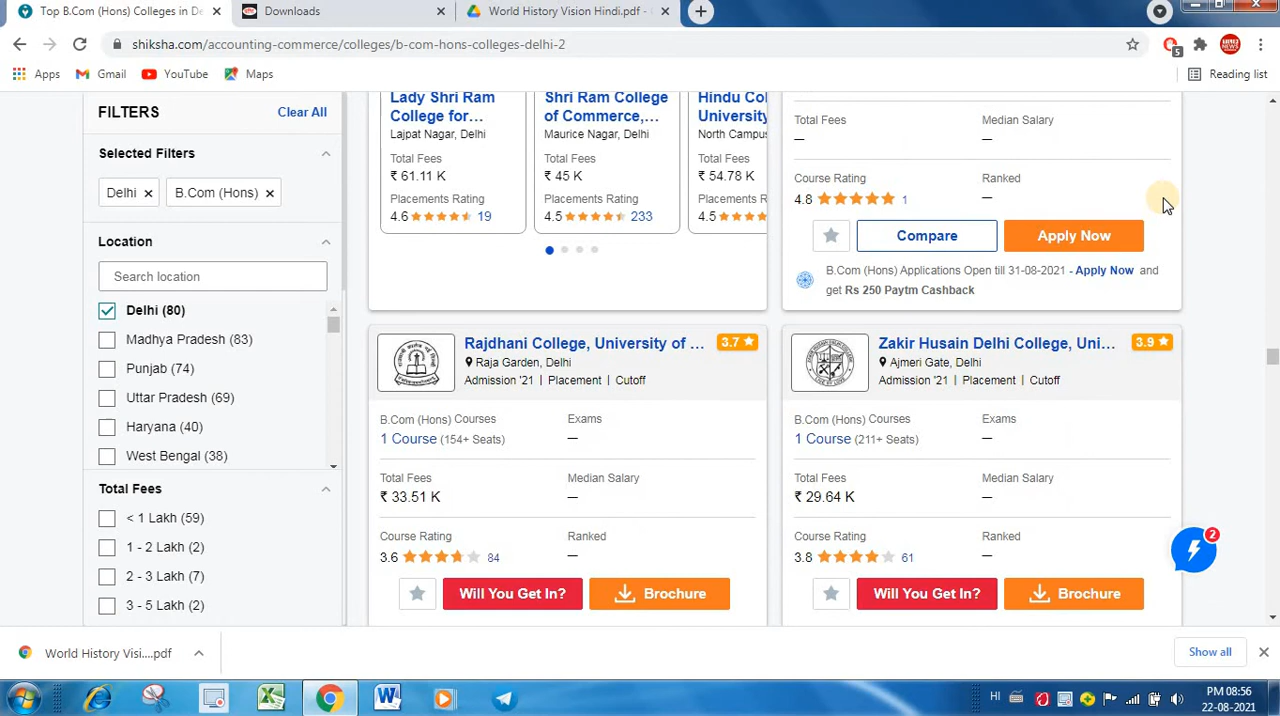 Top B.Com (Hons) Colleges in De
Downloads
World History Vision Hindi.pdf -
shiksha.com/accounting-commerce/colleges/b-com-hons-colleges-delhi-2
5
Apps
Gmail
YouTube
Maps
Reading list
FILTERS
Clear All
Selected Filters
Delhi
B.Com (Hons)
Location
Search location
Delhi (80)
Madhya Pradesh (83)
Punjab (74)
Uttar Pradesh (69)
Haryana (40)
West Bengal (38)
Total Fees
< 1 Lakh (59)
1 - 2 Lakh (2)
2 - 3 Lakh (7)
3 - 5 Lakh (2)
Lady Shri Ram
College for...
Lajpat Nagar, Delhi
Total Fees
₹ 61.11 K
Placements Rating
4.6 19
Shri Ram College
of Commerce,...
Maurice Nagar, Delhi
Total Fees
₹ 45 K
Placements Rating
4.5 233
Hindu Col
University
North Campus
Total Fees
₹ 54.78 K
Placements R
4.5
Total Fees
—
Median Salary
—
Course Rating
4.8 1
Ranked
—
Compare
Apply Now
B.Com (Hons) Applications Open till 31-08-2021 - Apply Now and
get Rs 250 Paytm Cashback
Rajdhani College, University of ...
3.7
Raja Garden, Delhi
Admission '21 | Placement | Cutoff
B.Com (Hons) Courses
1 Course (154+ Seats)
Exams
—
Total Fees
₹ 33.51 K
Median Salary
—
Course Rating
3.6 84
Ranked
—
Will You Get In?
Brochure
Zakir Husain Delhi College, Uni...
3.9
Ajmeri Gate, Delhi
Admission '21 | Placement | Cutoff
B.Com (Hons) Courses
1 Course (211+ Seats)
Exams
—
Total Fees
₹ 29.64 K
Median Salary
—
Course Rating
3.8 61
Ranked
—
Will You Get In?
Brochure
2
World History Visi....pdf
Show all
HI
PM 08:56
22-08-2021